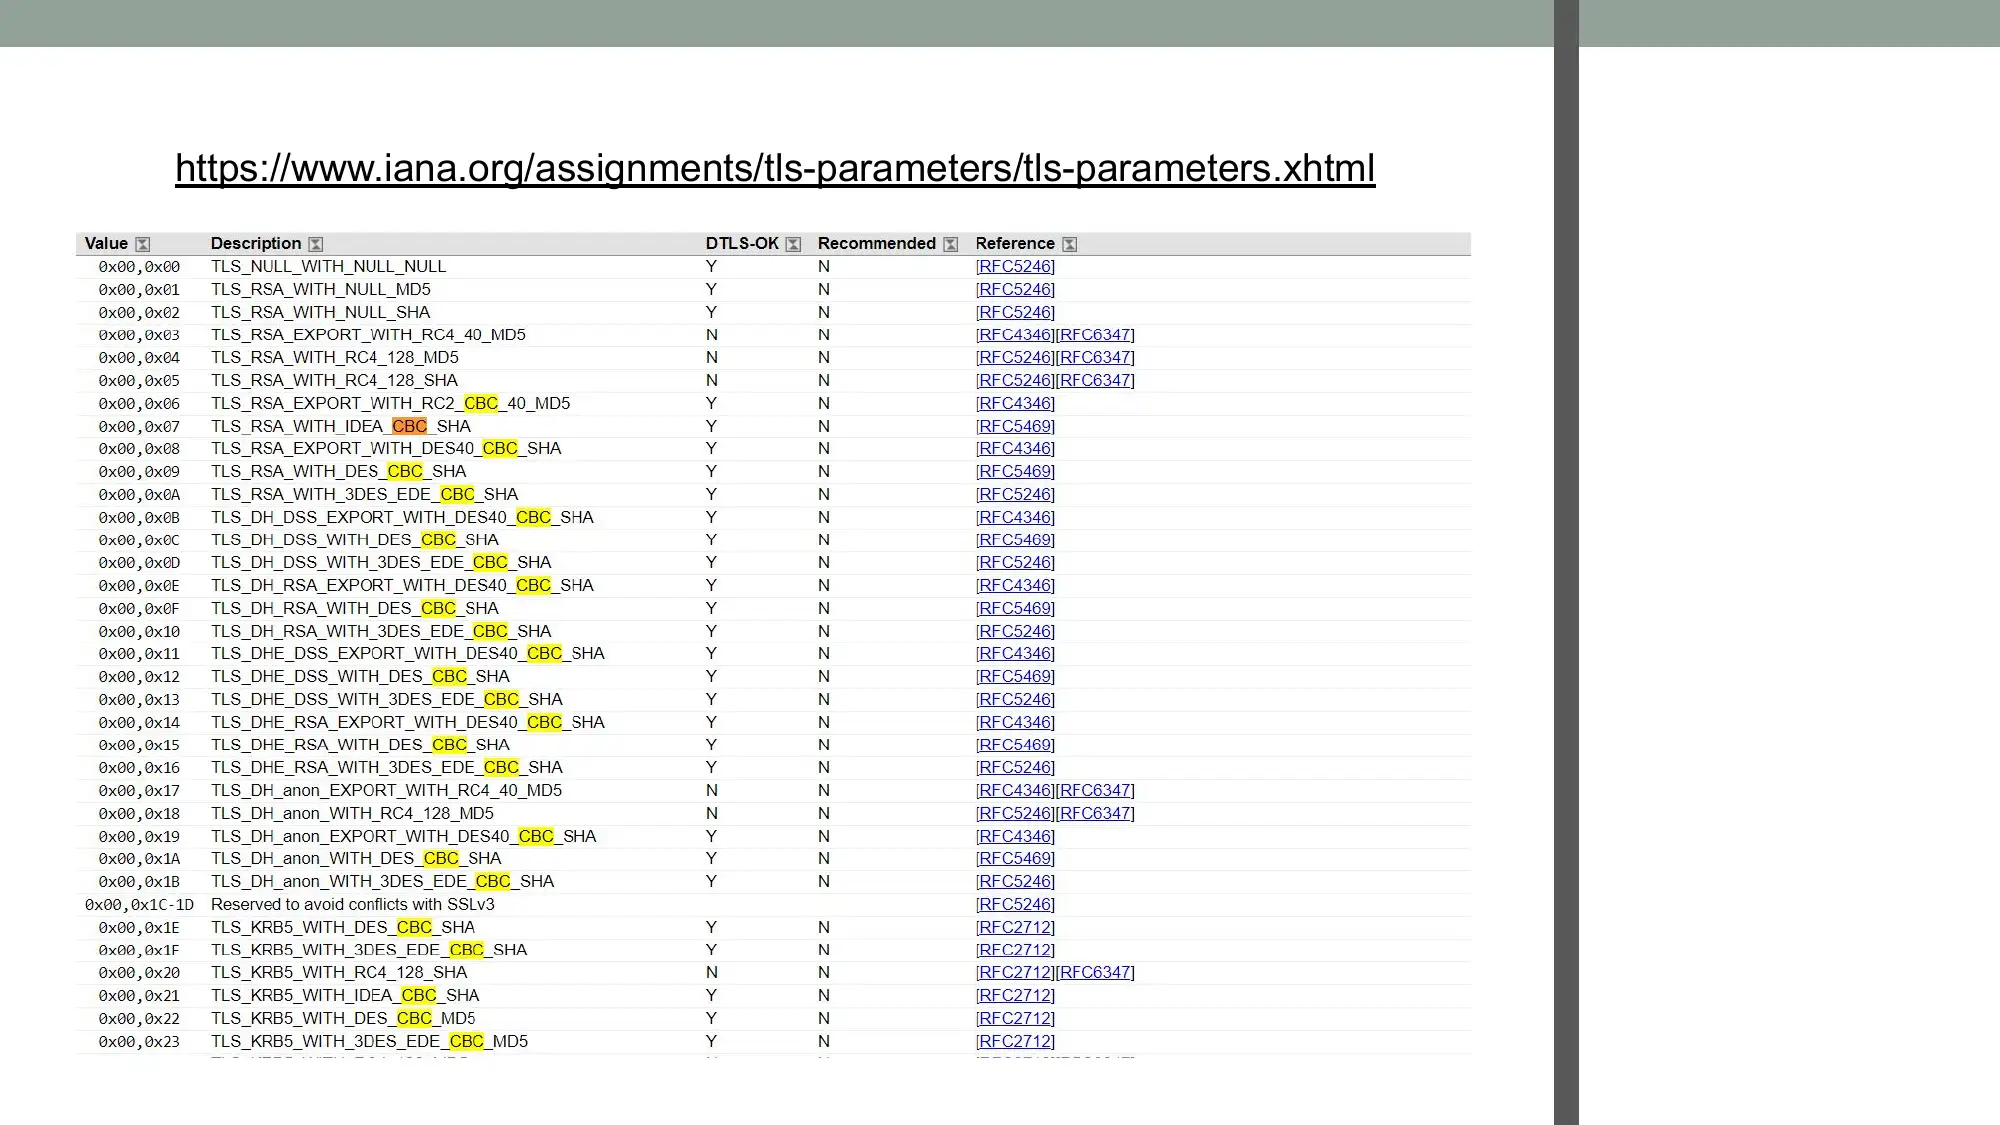 https://www.iana.org/assignments/tls-parameters/tls-parameters.xhtml
Value Description DTLS-OK Recommended Reference
0x00,0x00 TLS_NULL_WITH_NULL_NULL Y N [RFC5246]
0x00,0x01 TLS_RSA_WITH_NULL_MD5 Y N [RFC5246]
0x00,0x02 TLS_RSA_WITH_NULL_SHA Y N [RFC5246]
0x00,0x03 TLS_RSA_EXPORT_WITH_RC4_40_MD5 N N [RFC4346][RFC6347]
0x00,0x04 TLS_RSA_WITH_RC4_128_MD5 N N [RFC5246][RFC6347]
0x00,0x05 TLS_RSA_WITH_RC4_128_SHA N N [RFC5246][RFC6347]
0x00,0x06 TLS_RSA_EXPORT_WITH_RC2_CBC_40_MD5 Y N [RFC4346]
0x00,0x07 TLS_RSA_WITH_IDEA_CBC_SHA Y N [RFC5469]
0x00,0x08 TLS_RSA_EXPORT_WITH_DES40_CBC_SHA Y N [RFC4346]
0x00,0x09 TLS_RSA_WITH_DES_CBC_SHA Y N [RFC5469]
0x00,0x0A TLS_RSA_WITH_3DES_EDE_CBC_SHA Y N [RFC5246]
0x00,0x0B TLS_DH_DSS_EXPORT_WITH_DES40_CBC_SHA Y N [RFC4346]
0x00,0x0C TLS_DH_DSS_WITH_DES_CBC_SHA Y N [RFC5469]
0x00,0x0D TLS_DH_DSS_WITH_3DES_EDE_CBC_SHA Y N [RFC5246]
0x00,0x0E TLS_DH_RSA_EXPORT_WITH_DES40_CBC_SHA Y N [RFC4346]
0x00,0x0F TLS_DH_RSA_WITH_DES_CBC_SHA Y N [RFC5469]
0x00,0x10 TLS_DH_RSA_WITH_3DES_EDE_CBC_SHA Y N [RFC5246]
0x00,0x11 TLS_DHE_DSS_EXPORT_WITH_DES40_CBC_SHA Y N [RFC4346]
0x00,0x12 TLS_DHE_DSS_WITH_DES_CBC_SHA Y N [RFC5469]
0x00,0x13 TLS_DHE_DSS_WITH_3DES_EDE_CBC_SHA Y N [RFC5246]
0x00,0x14 TLS_DHE_RSA_EXPORT_WITH_DES40_CBC_SHA Y N [RFC4346]
0x00,0x15 TLS_DHE_RSA_WITH_DES_CBC_SHA Y N [RFC5469]
0x00,0x16 TLS_DHE_RSA_WITH_3DES_EDE_CBC_SHA Y N [RFC5246]
0x00,0x17 TLS_DH_anon_EXPORT_WITH_RC4_40_MD5 N N [RFC4346][RFC6347]
0x00,0x18 TLS_DH_anon_WITH_RC4_128_MD5 N N [RFC5246][RFC6347]
0x00,0x19 TLS_DH_anon_EXPORT_WITH_DES40_CBC_SHA Y N [RFC4346]
0x00,0x1A TLS_DH_anon_WITH_DES_CBC_SHA Y N [RFC5469]
0x00,0x1B TLS_DH_anon_WITH_3DES_EDE_CBC_SHA Y N [RFC5246]
0x00,0x1C-1D Reserved to avoid conflicts with SSLv3 [RFC5246]
0x00,0x1E TLS_KRB5_WITH_DES_CBC_SHA Y N [RFC2712]
0x00,0x1F TLS_KRB5_WITH_3DES_EDE_CBC_SHA Y N [RFC2712]
0x00,0x20 TLS_KRB5_WITH_RC4_128_SHA N N [RFC2712][RFC6347]
0x00,0x21 TLS_KRB5_WITH_IDEA_CBC_SHA Y N [RFC2712]
0x00,0x22 TLS_KRB5_WITH_DES_CBC_MD5 Y N [RFC2712]
0x00,0x23 TLS_KRB5_WITH_3DES_EDE_CBC_MD5 Y N [RFC2712]